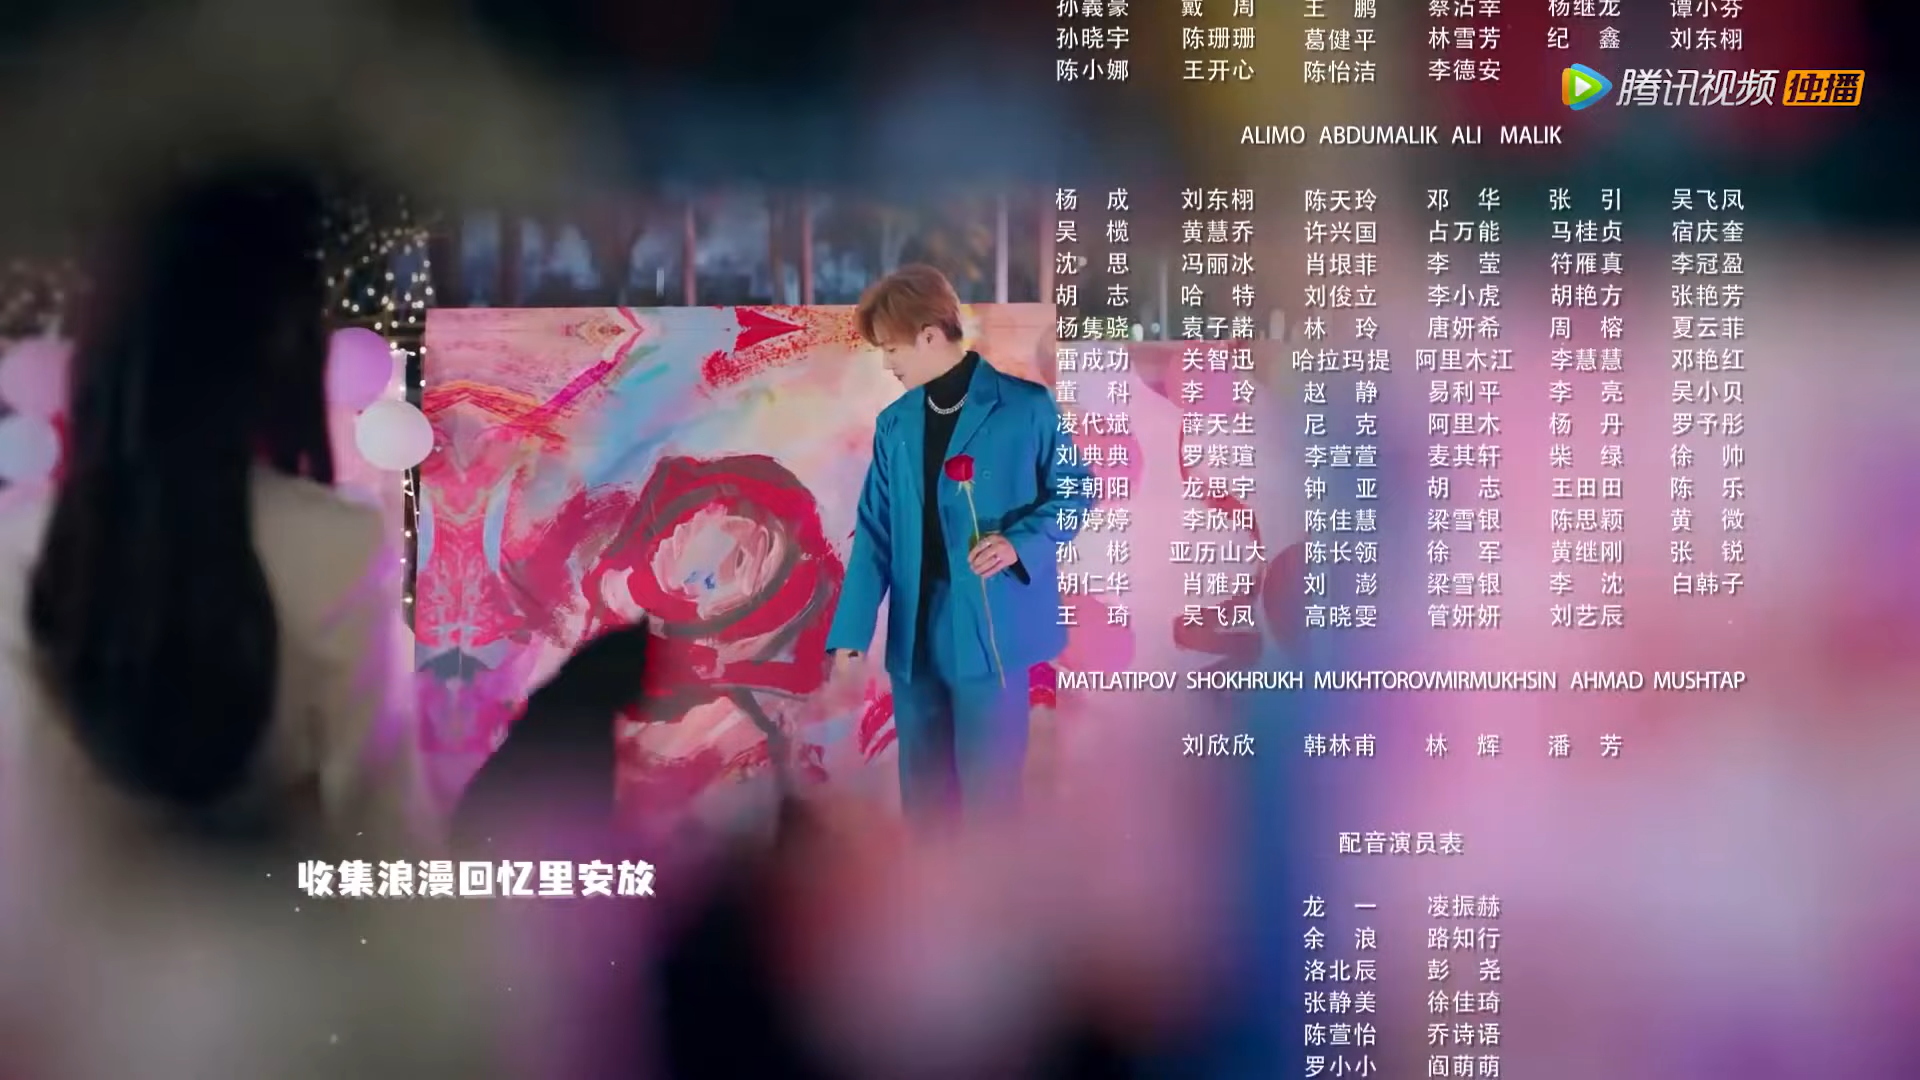 孙義豪 戴周 王鹏 蔡沾幸 杨继龙 谭小芬
孙晓宇 陈珊珊 葛健平 林雪芳 纪鑫 刘东栩
陈小娜 王开心 陈怡洁 李德安
腾讯视频 独播
ALIMO ABDUMALIK ALI MALIK
杨成 刘东栩 陈天玲 邓华 张引 吴飞凤
吴榄 黄慧乔 许兴国 占万能 马桂贞 宿庆奎
沈思 冯丽冰 肖垠菲 李莹 符雁真 李冠盈
胡志 哈特 刘俊立 李小虎 胡艳方 张艳芳
杨隽骁 袁子諾 林玲 唐妍希 周榕 夏云菲
雷成功 关智迅 哈拉玛提 阿里木江 李慧慧 邓艳红
董科 李玲 赵静 易利平 李亮 吴小贝
凌代斌 薛天生 尼克 阿里木 杨丹 罗予彤
刘典典 罗紫瑄 李萱萱 麦其轩 柴绿 徐帅
李朝阳 龙思宇 钟亚 胡志 王田田 陈乐
杨婷婷 李欣阳 陈佳慧 梁雪银 陈思颖 黄微
孙彬 亚历山大 陈长领 徐军 黄继刚 张锐
胡仁华 肖雅丹 刘澎 梁雪银 李沈 白韩子
王琦 吴飞凤 高晓雯 管妍妍 刘艺辰
MATLATIPOV SHOKHRUKH MUKHTOROVMIRMUKHSIN AHMAD MUSHTAP
刘欣欣 韩林甫 林辉 潘芳
配音演员表
收集浪漫回忆里安放
龙一 凌振赫
余浪 路知行
洛北辰 彭尧
张静美 徐佳琦
陈萱怡 乔诗语
罗小小 阎萌萌